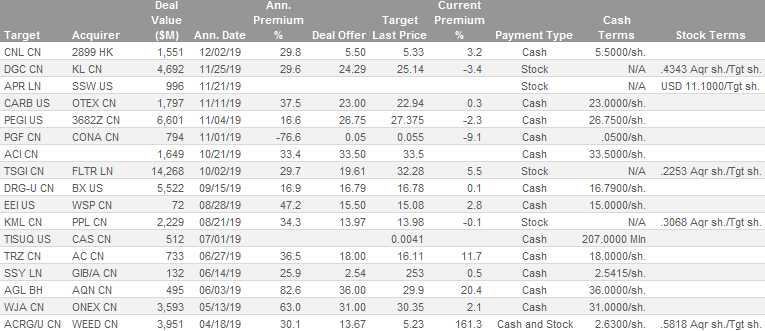 Deal Ann. Target Current
Value Premium Last Price Premium Cash
Target Acquirer ($M) Ann. Date % Deal Offer % Payment Type Terms Stock Terms
CNL CN 2899 HK 1,551 12/02/19 29.8 5.50 5.33 3.2 Cash 5.5000/sh.
DGC CN KL CN 4,692 11/25/19 29.6 24.29 25.14 -3.4 Stock N/A .4343 Aqr sh./Tgt sh.
APR LN SSW US 996 11/21/19 Stock N/A USD 11.1000/Tgt sh.
CARB US OTEX CN 1,797 11/11/19 37.5 23.00 22.94 0.3 Cash 23.0000/sh.
PEGI US 3682Z CN 6,601 11/04/19 16.6 26.75 27.375 -2.3 Cash 26.7500/sh.
PGF CN CONA CN 794 11/01/19 -76.6 0.05 0.055 -9.1 Cash .0500/sh.
ACI CN 1,649 10/21/19 33.4 33.50 33.5 Cash 33.5000/sh.
TSGI CN FLTR LN 14,268 10/02/19 29.7 19.61 32.28 5.5 Stock N/A .2253 Aqr sh./Tgt sh.
DRG-U CN BX US 5,522 09/15/19 16.9 16.79 16.78 0.1 Cash 16.7900/sh.
EEI US WSP CN 72 08/28/19 47.2 15.50 15.08 2.8 Cash 15.0000/sh.
KML CN PPL CN 2,229 08/21/19 34.3 13.97 13.98 -0.1 Stock N/A .3068 Aqr sh./Tgt sh.
TISUQ US CAS CN 512 07/01/19 0.0041 Cash 207.0000 Mln
TRZ CN AC CN 733 06/27/19 36.5 18.00 16.11 11.7 Cash 18.0000/sh.
SSY LN GIB/A CN 132 06/14/19 25.9 2.54 253 0.5 Cash 2.5415/sh.
AGL BH AQN CN 495 06/03/19 82.6 36.00 29.9 20.4 Cash 36.0000/sh.
WJA CN ONEX CN 3,593 05/13/19 63.0 31.00 30.35 2.1 Cash 31.0000/sh.
ACRG/U CN WEED CN 3,951 04/18/19 30.1 13.67 5.23 161.3 Cash and Stock 2.6300/sh. .5818 Aqr sh./Tgt sh.